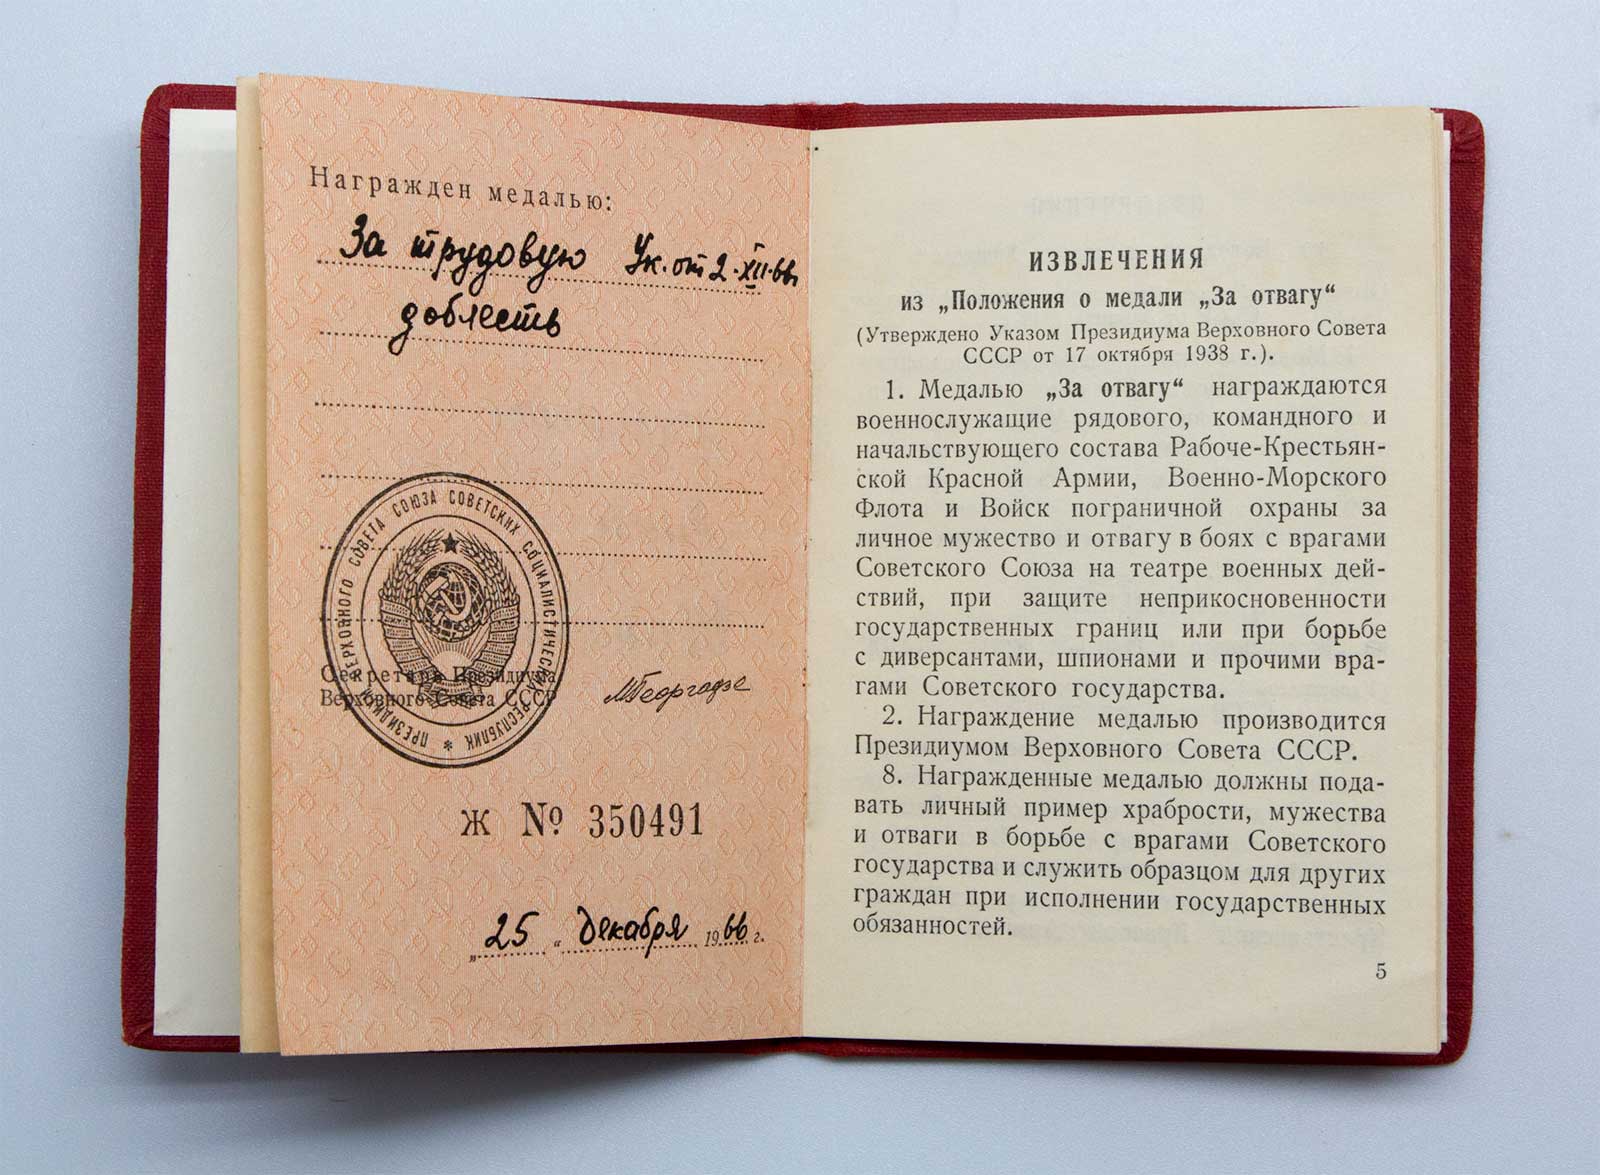 Награжден медалью:
За трудовую Ук. от 2.XII.66г
доблесть
ПРЕЗИДИУМ ВЕРХОВНОГО СОВЕТА СОЮЗА СОВЕТСКИХ СОЦИАЛИСТИЧЕСКИХ РЕСПУБЛИК *
Секретарь Президиума
Верховного Совета СССР МГеоргадзе
Ж № 350491
„25“ декабря 1966 г.
ИЗВЛЕЧЕНИЯ
из „Положения о медали „За отвагу“
(Утверждено Указом Президиума Верховного Совета
СССР от 17 октября 1938 г.).
1. Медалью „За отвагу“ награждаются
военнослужащие рядового, командного и
начальствующего состава Рабоче-Крестьян-
ской Красной Армии, Военно-Морского
Флота и Войск пограничной охраны за
личное мужество и отвагу в боях с врагами
Советского Союза на театре военных дей-
ствий, при защите неприкосновенности
государственных границ или при борьбе
с диверсантами, шпионами и прочими вра-
гами Советского государства.
2. Награждение медалью производится
Президиумом Верховного Совета СССР.
8. Награжденные медалью должны пода-
вать личный пример храбрости, мужества
и отваги в борьбе с врагами Советского
государства и служить образцом для других
граждан при исполнении государственных
обязанностей.
5